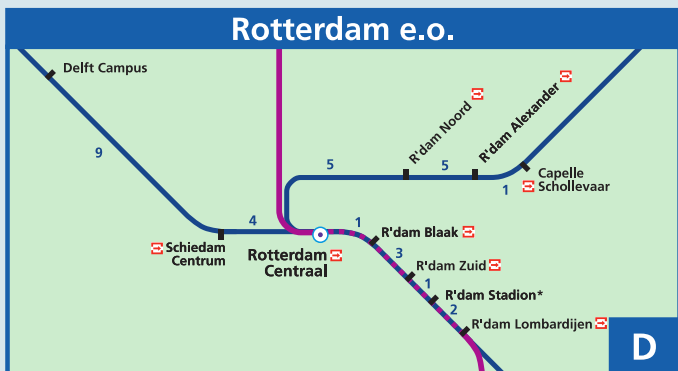 Rotterdam e.o.
Delft Campus
9
R'dam Noord
R'dam Alexander
5
5
1
Capelle
Schollevaar
4
Schiedam
Centrum
Rotterdam
Centraal
1
R'dam Blaak
3
R'dam Zuid
1
R'dam Stadion*
2
R'dam Lombardijen
D